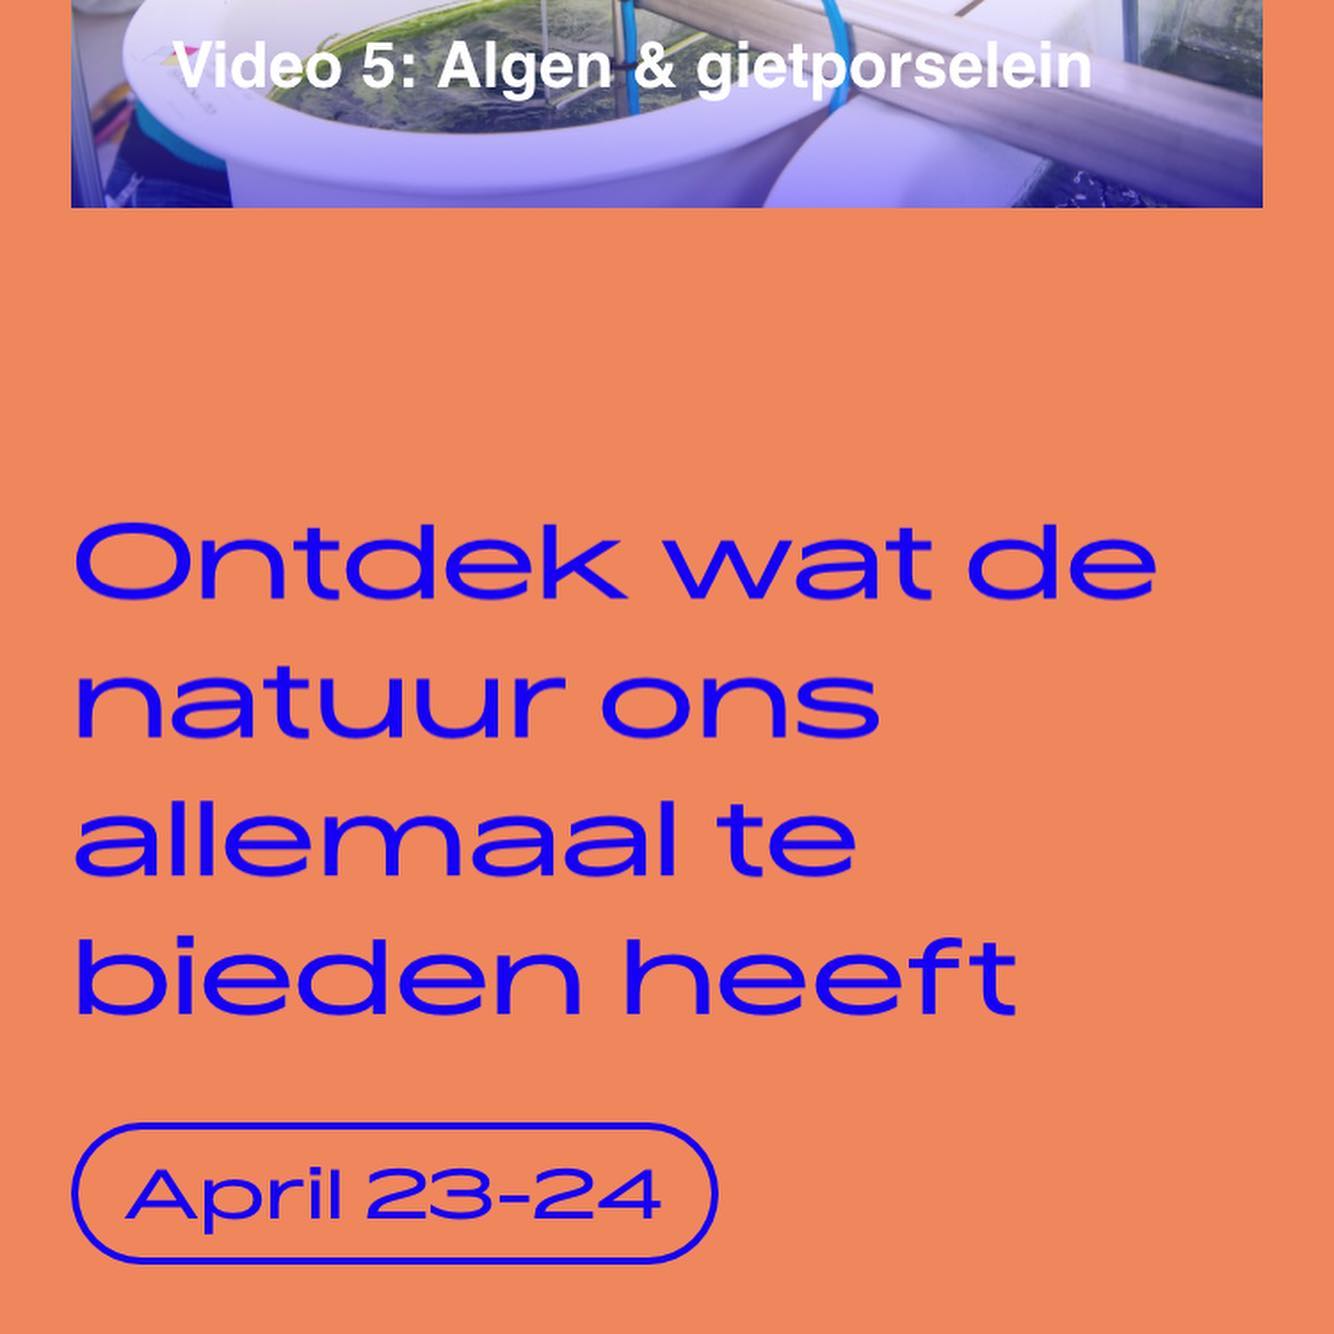 Video 5: Algen & gietporselein
Ontdek wat de
natuur ons
allemaal te
bieden heeft
April 23-24